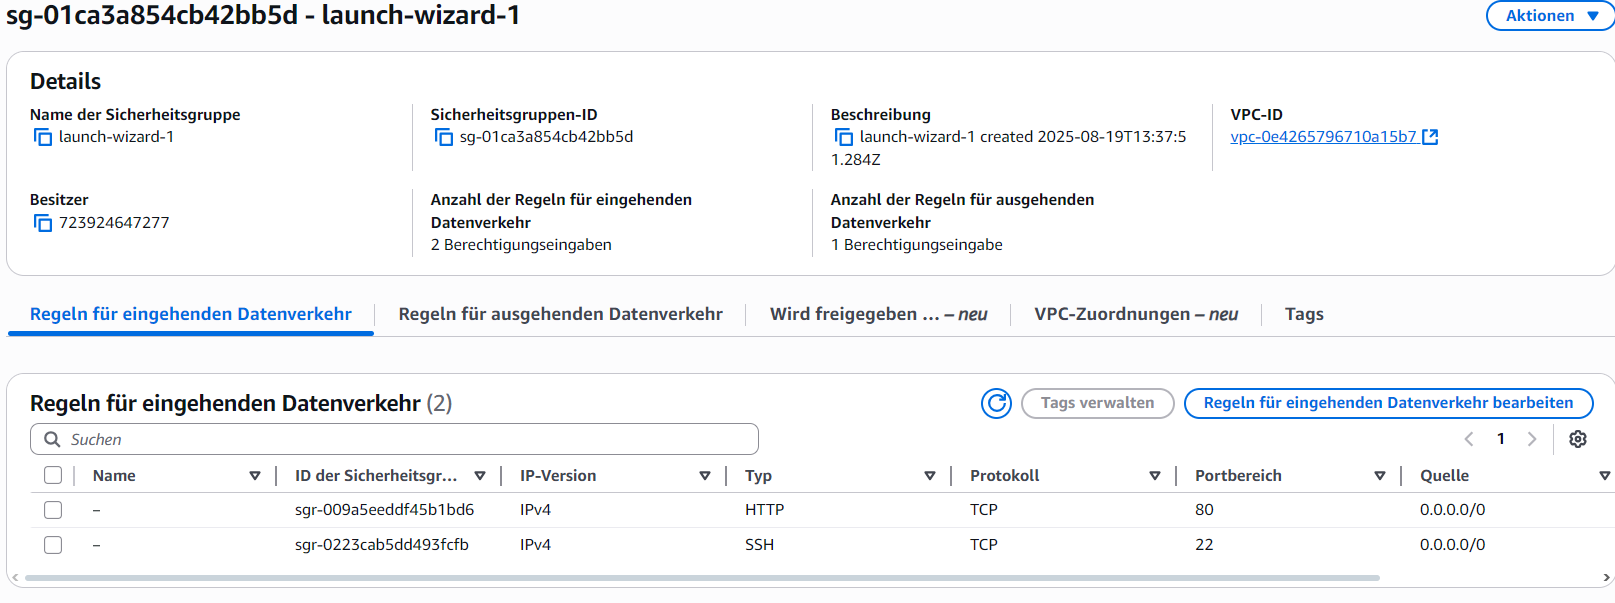 sg-01ca3a854cb42bb5d - launch-wizard-1
Aktionen
Details
Name der Sicherheitsgruppe
launch-wizard-1
Sicherheitsgruppen-ID
sg-01ca3a854cb42bb5d
Beschreibung
launch-wizard-1 created 2025-08-19T13:37:5
1.284Z
VPC-ID
vpc-0e4265796710a15b7
Besitzer
723924647277
Anzahl der Regeln für eingehenden
Datenverkehr
2 Berechtigungseingaben
Anzahl der Regeln für ausgehenden
Datenverkehr
1 Berechtigungseingabe
Regeln für eingehenden Datenverkehr
Regeln für ausgehenden Datenverkehr
Wird freigegeben … – neu
VPC-Zuordnungen – neu
Tags
Regeln für eingehenden Datenverkehr (2)
Tags verwalten
Regeln für eingehenden Datenverkehr bearbeiten
Suchen
1
Name ID der Sicherheitsgr... IP-Version Typ Protokoll Portbereich Quelle
– sgr-009a5eeddf45b1bd6 IPv4 HTTP TCP 80 0.0.0.0/0
– sgr-0223cab5dd493fcfb IPv4 SSH TCP 22 0.0.0.0/0